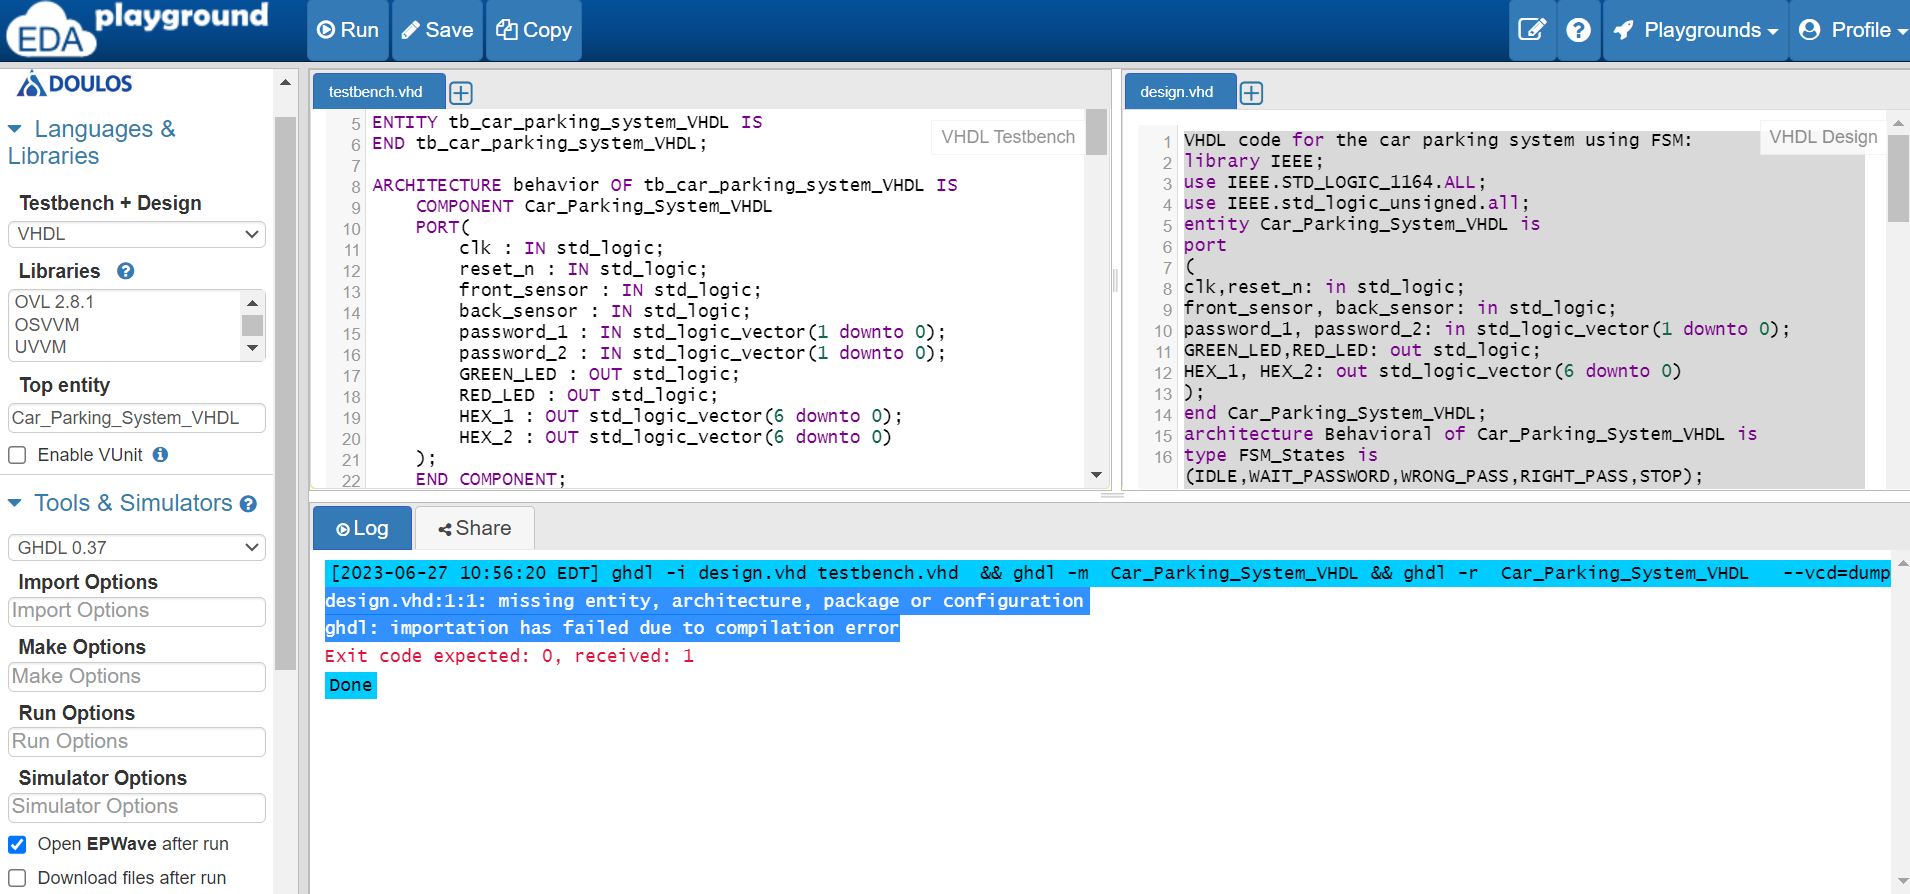 EDA playground
Run
Save
Copy
Playgrounds
Profile
DOULOS
Languages &
Libraries
Testbench + Design
VHDL
Libraries
OVL 2.8.1
OSVVM
UVVM
Top entity
Car_Parking_System_VHDL
Enable VUnit
Tools & Simulators
GHDL 0.37
Import Options
Import Options
Make Options
Make Options
Run Options
Run Options
Simulator Options
Simulator Options
Open EPWave after run
Download files after run
testbench.vhd
VHDL Testbench
5 ENTITY tb_car_parking_system_VHDL IS
6 END tb_car_parking_system_VHDL;
7
8 ARCHITECTURE behavior OF tb_car_parking_system_VHDL IS
9 COMPONENT Car_Parking_System_VHDL
10 PORT(
11 clk : IN std_logic;
12 reset_n : IN std_logic;
13 front_sensor : IN std_logic;
14 back_sensor : IN std_logic;
15 password_1 : IN std_logic_vector(1 downto 0);
16 password_2 : IN std_logic_vector(1 downto 0);
17 GREEN_LED : OUT std_logic;
18 RED_LED : OUT std_logic;
19 HEX_1 : OUT std_logic_vector(6 downto 0);
20 HEX_2 : OUT std_logic_vector(6 downto 0)
21 );
22 END COMPONENT;
design.vhd
VHDL Design
1 VHDL code for the car parking system using FSM:
2 library IEEE;
3 use IEEE.STD_LOGIC_1164.ALL;
4 use IEEE.std_logic_unsigned.all;
5 entity Car_Parking_System_VHDL is
6 port
7 (
8 clk,reset_n: in std_logic;
9 front_sensor, back_sensor: in std_logic;
10 password_1, password_2: in std_logic_vector(1 downto 0);
11 GREEN_LED,RED_LED: out std_logic;
12 HEX_1, HEX_2: out std_logic_vector(6 downto 0)
13 );
14 end Car_Parking_System_VHDL;
15 architecture Behavioral of Car_Parking_System_VHDL is
16 type FSM_States is
(IDLE,WAIT_PASSWORD,WRONG_PASS,RIGHT_PASS,STOP);
Log
Share
[2023-06-27 10:56:20 EDT] ghdl -i design.vhd testbench.vhd && ghdl -m Car_Parking_System_VHDL && ghdl -r Car_Parking_System_VHDL --vcd=dump
design.vhd:1:1: missing entity, architecture, package or configuration
ghdl: importation has failed due to compilation error
Exit code expected: 0, received: 1
Done